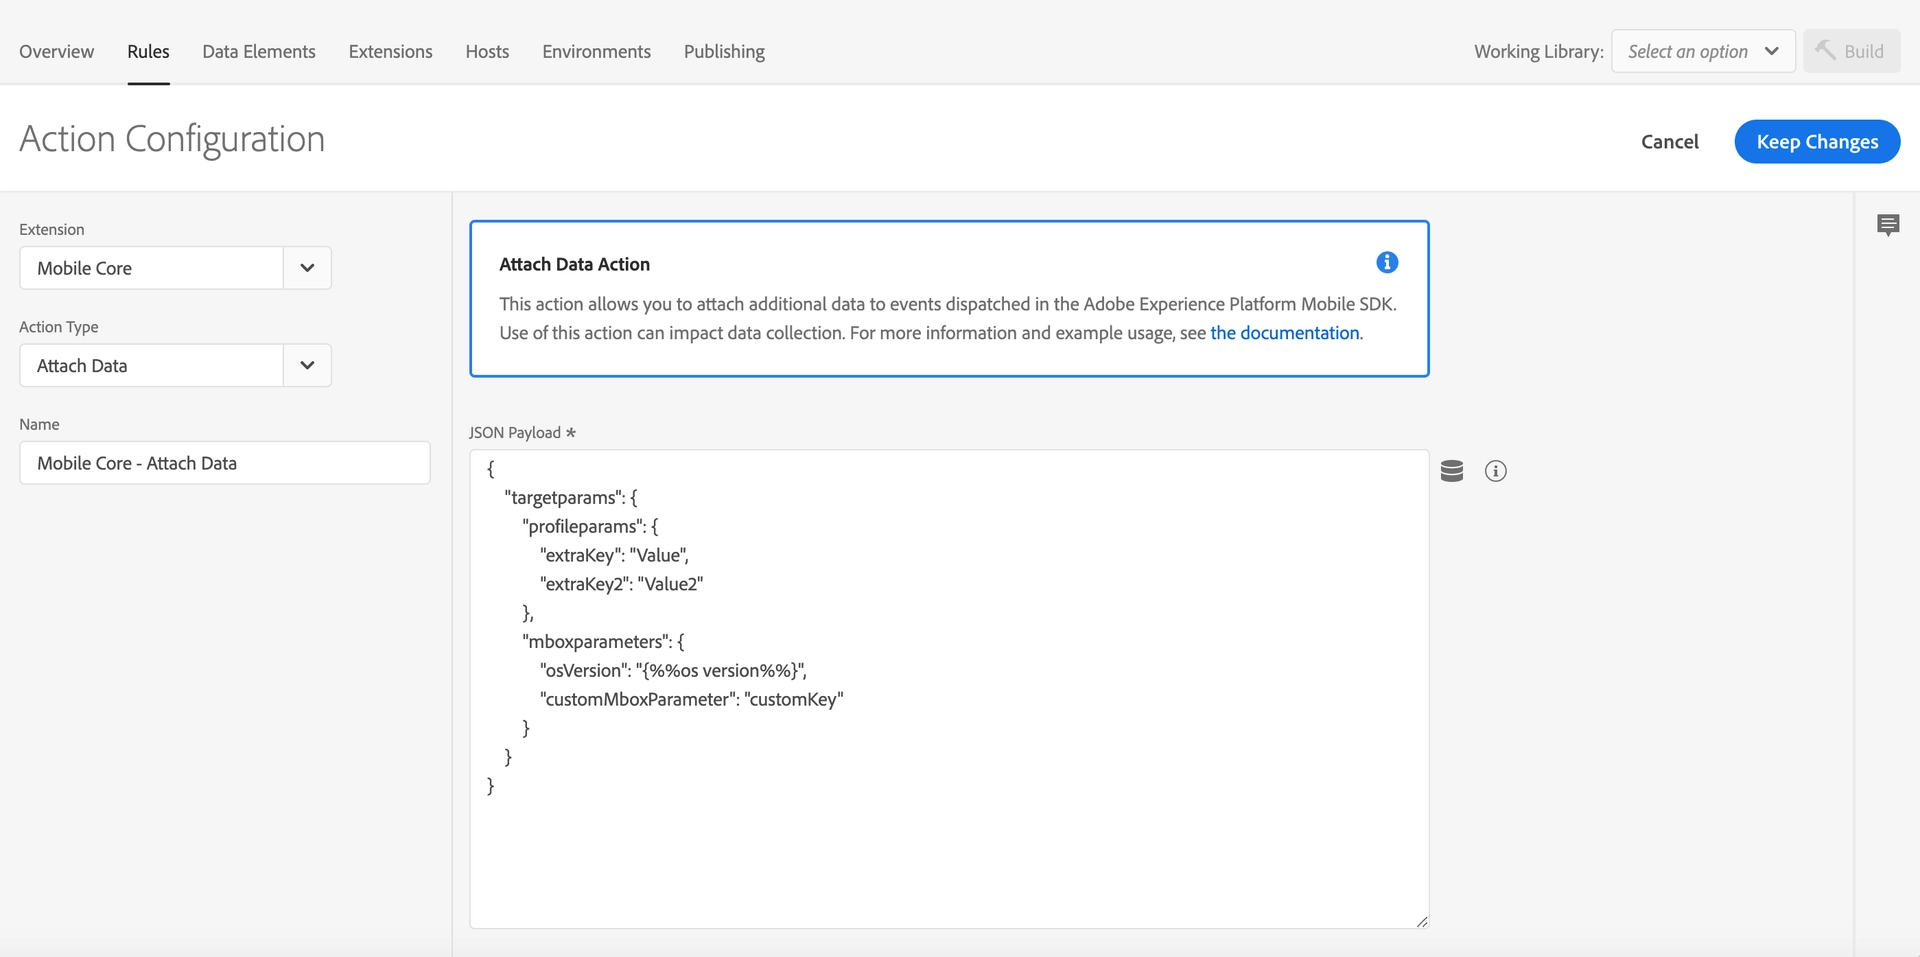 Overview Rules Data Elements Extensions Hosts Environments Publishing Working Library: Select an option Build
Action Configuration
Cancel Keep Changes
Extension
Mobile Core
Action Type
Attach Data
Name
Mobile Core - Attach Data
Attach Data Action
This action allows you to attach additional data to events dispatched in the Adobe Experience Platform Mobile SDK.
Use of this action can impact data collection. For more information and example usage, see the documentation.
JSON Payload *
{
"targetparams": {
"profileparams": {
"extraKey": "Value",
"extraKey2": "Value2"
},
"mboxparameters": {
"osVersion": "{%%os version%%}",
"customMboxParameter": "customKey"
}
}
}